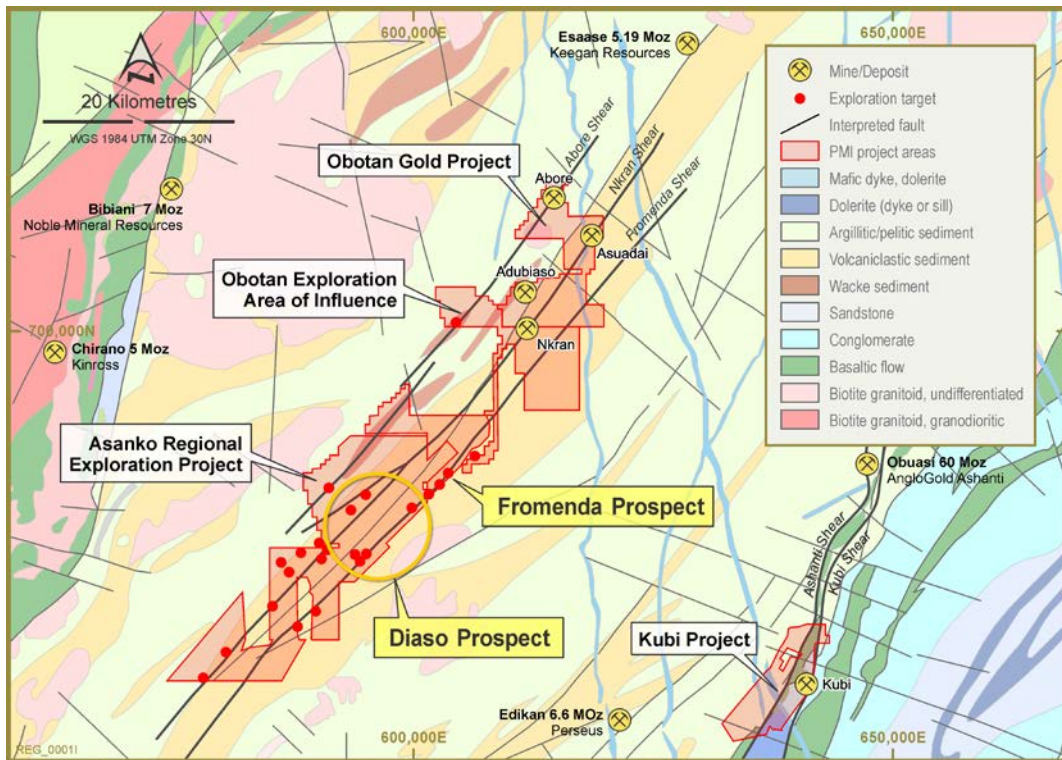 600,000E
650,000E
Esaase 5.19 Moz
Keegan Resources
20 Kilometres
WGS 1984 UTM Zone 30N
Obotan Gold Project
Abore Shear
Nkran Shear
Fromenda Shear
Abore
Bibiani 7 Moz
Noble Mineral Resources
Asuadai
Obotan Exploration
Area of Influence
Adubiaso
700,000N
Nkran
Chirano 5 Moz
Kinross
Asanko Regional
Exploration Project
Fromenda Prospect
Diaso Prospect
Mine/Deposit
Exploration target
Interpreted fault
PMI project areas
Mafic dyke, dolerite
Dolerite (dyke or sill)
Argillitic/pelitic sediment
Volcaniclastic sediment
Wacke sediment
Sandstone
Conglomerate
Basaltic flow
Biotite granitoid, undifferentiated
Biotite granitoid, granodioritic
Obuasi 60 Moz
AngloGold Ashanti
Ashanti Shear
Kubi Shear
Kubi Project
Kubi
Edikan 6.6 MOz
Perseus
REG_0001I
600,000E
650,000E